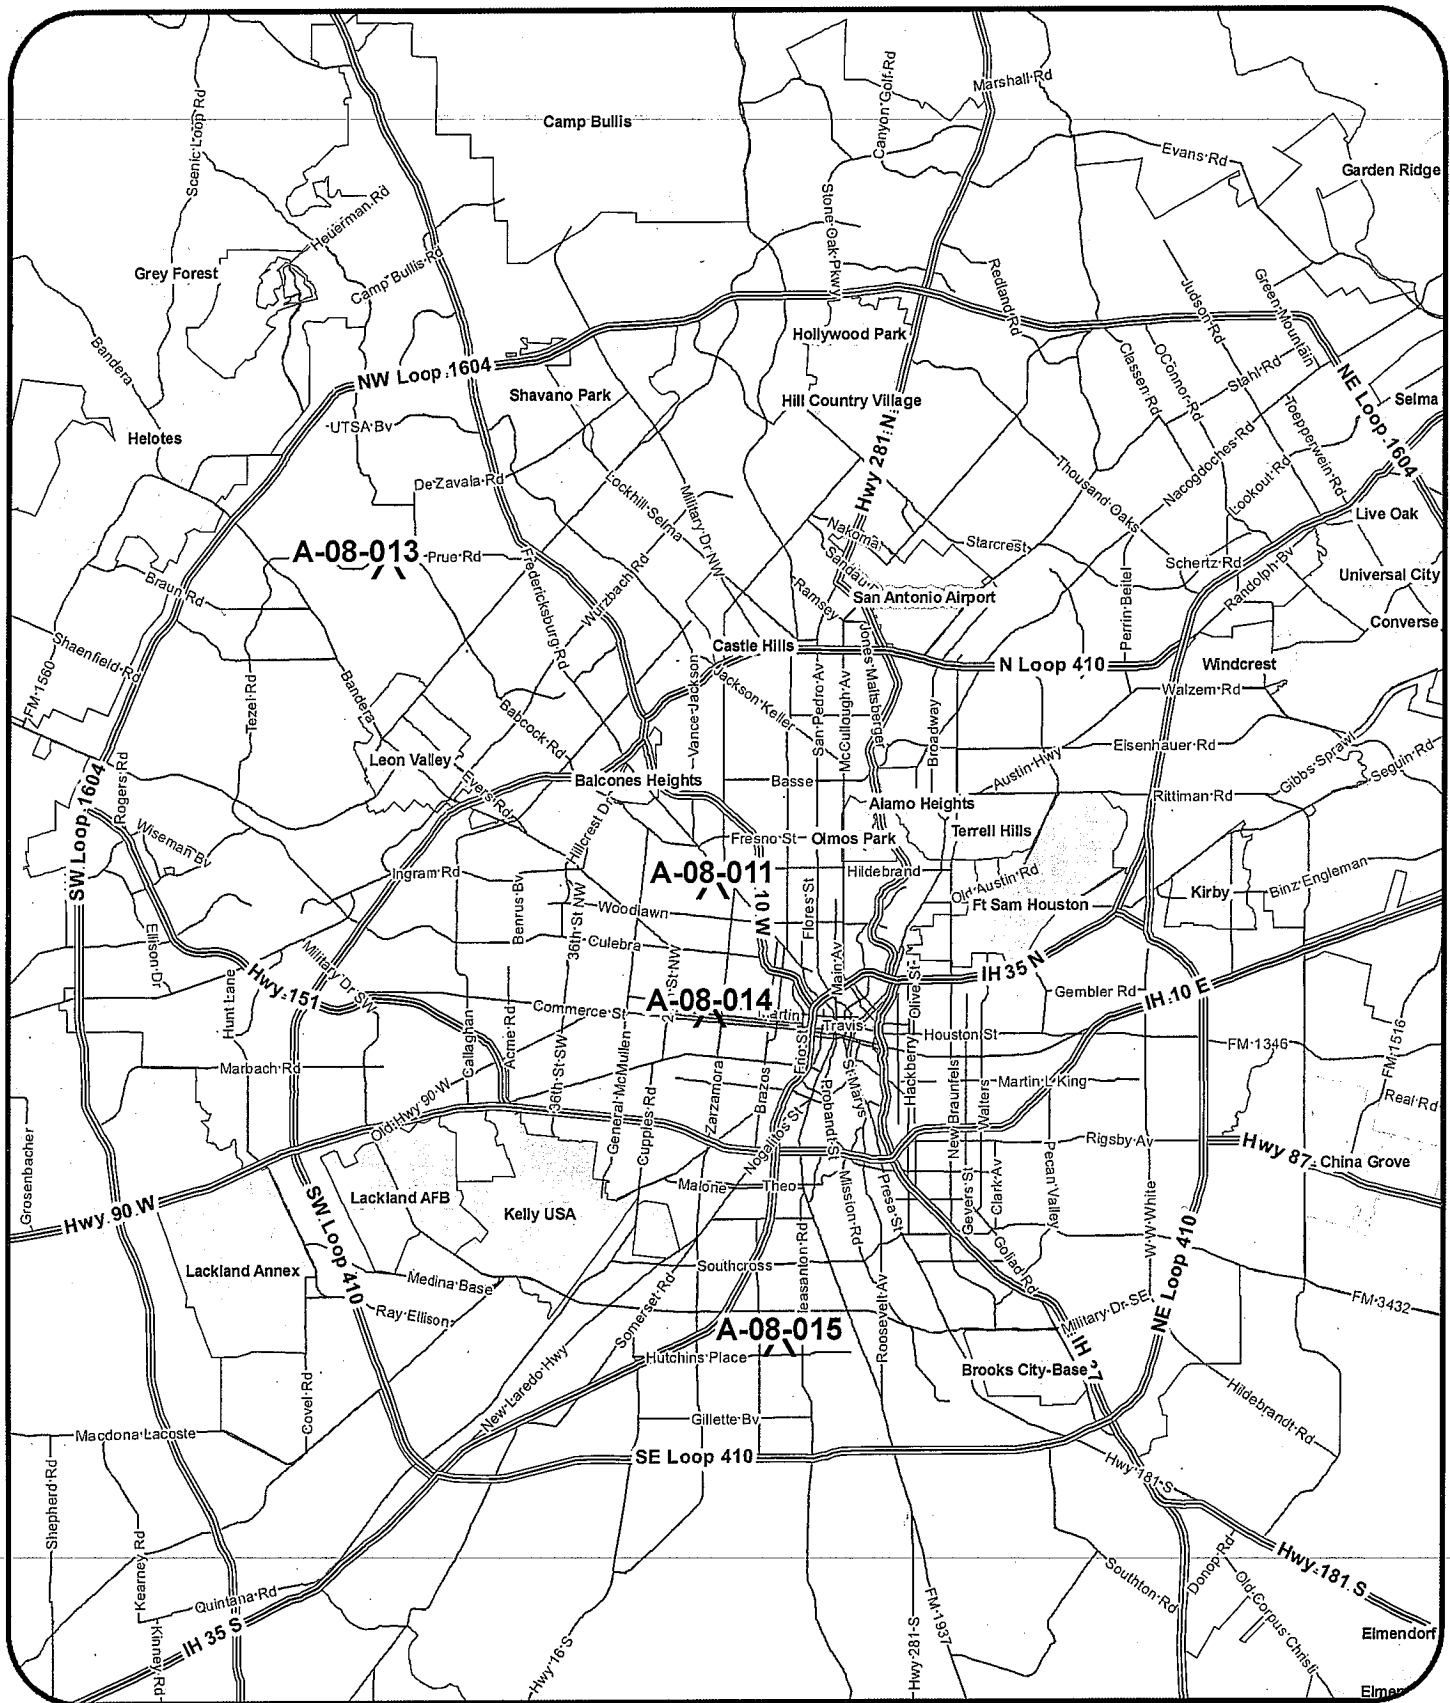 Marshall Rd
Canyon Golf Rd
Scenic Loop Rd
Camp Bullis
Evans Rd
Garden Ridge
Heuerman Rd
Stone Oak Pkwy
Grey Forest
Camp Bullis Rd
Redland Rd
Judson Rd
Green Mountain
Hollywood Park
Bandera
NW Loop 1604
Shavano Park
Hill Country Village
Classen Rd
OConnor Rd
Stahl Rd
NE Loop 1604
Selma
Toepperwein Rd
UTSA Bv
Helotes
Hwy 281 N
Nacogdoches Rd
Lookout Rd
Thousand Oaks
De Zavala Rd
Lockhill Selma
Military Dr NW
Live Oak
Nakoma
Starcrest
A-08-013
Prue Rd
Fredericksburg Rd
Wurzbach Rd
Sandau
Schertz Rd
Randolph Bv
Universal City
Braun Rd
Ramsey
San Antonio Airport
Perrin Beitel
Converse
Shaenfield Rd
Castle Hills
Jones Maltsberger
N Loop 410
Windcrest
FM 1560
Tezel Rd
Bandera
Babcock Rd
Vance Jackson
Jackson Keller
San Pedro Av
McCullough Av
Broadway
Walzem Rd
Eisenhauer Rd
Leon Valley
Austin Hwy
Gibbs Sprawl
Seguin Rd
SW Loop 1604
Rogers Rd
Evers Rd
Balcones Heights
Basse
Rittiman Rd
Alamo Heights
Wiseman Bv
Hillcrest Dr
Fresno St
Olmos Park
Terrell Hills
Ingram Rd
A-08-011
Hildebrand
Old Austin Rd
Kirby
Binz Engleman
Benrus Bv
36th St NW
Woodlawn
10 W
Flores St
Ft Sam Houston
Ellison Dr
Culebra
Military Dr SW
Hwy 151
Hunt Lane
St NW
Main Av
Olive St
IH 35 N
Gembler Rd
IH 10 E
A-08-014
Commerce St
Travis
Houston St
Callaghan
Acme Rd
36th St SW
General McMullen
Cupples Rd
Zarzamora
Brazos
Frio St
Probandt St
St Marys
Hackberry
New Braunfels
Walters
FM 1346
FM 1516
Marbach Rd
Martin L King
Real Rd
Old Hwy 90 W
Nogalitos St
Rigsby Av
Hwy 87
China Grove
Grosenbacher
Hwy 90 W
Lackland AFB
Kelly USA
Malone
Theo
Mission Rd
Presa St
Gevers St
Clark Av
Pecan Valley
W W White
SW Loop 410
Lackland Annex
Medina Base
Ray Ellison
Southcross
Somerset Rd
Roosevelt Av
Goliad Rd
Military Dr SE
NE Loop 410
FM 3432
A-08-015
Hutchins Place
Brooks City-Base
New Laredo Hwy
Covel Rd
Hildebrandt Rd
Macdona Lacoste
Gillette Bv
SE Loop 410
Hwy 181 S
Shepherd Rd
Kearney Rd
Quintana Rd
IH 35 S
Kinney Rd
Hwy 16 S
Hwy 281 S
FM 1937
Southton Rd
Donop Rd
Old Corpus Christi
Hwy 181 S
Elmendorf